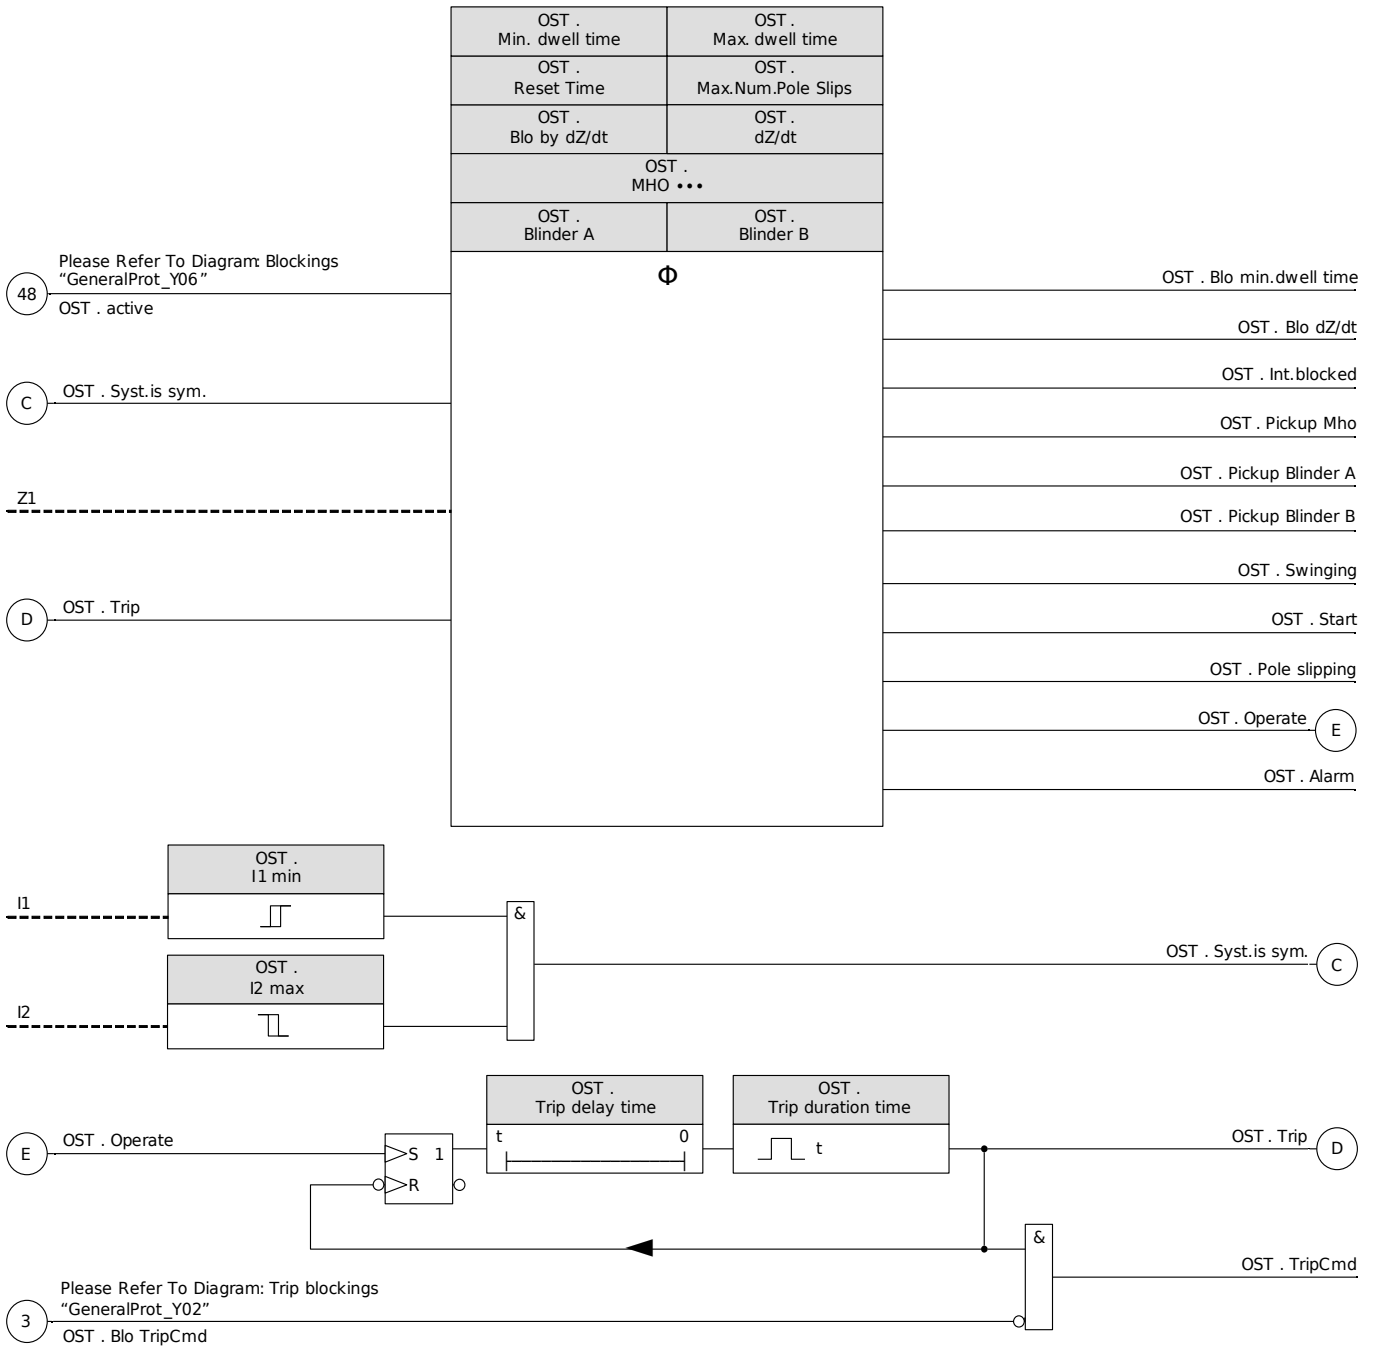 OST .
Min. dwell time
OST .
Max. dwell time
OST .
Reset Time
OST .
Max.Num.Pole Slips
OST .
Blo by dZ/dt
OST .
dZ/dt
OST .
MHO •••
OST .
Blinder A
OST .
Blinder B
Φ
Please Refer To Diagram: Blockings
“GeneralProt_Y06”
48
OST . active
C
OST . Syst.is sym.
Z1
D
OST . Trip
OST . Blo min.dwell time
OST . Blo dZ/dt
OST . Int.blocked
OST . Pickup Mho
OST . Pickup Blinder A
OST . Pickup Blinder B
OST . Swinging
OST . Start
OST . Pole slipping
OST . Operate
E
OST . Alarm
OST .
I1 min
I1
&
OST .
I2 max
I2
OST . Syst.is sym.
C
E
OST . Operate
S 1
R
OST .
Trip delay time
t 0
OST .
Trip duration time
t
OST . Trip
D
&
OST . TripCmd
Please Refer To Diagram: Trip blockings
“GeneralProt_Y02”
3
OST . Blo TripCmd